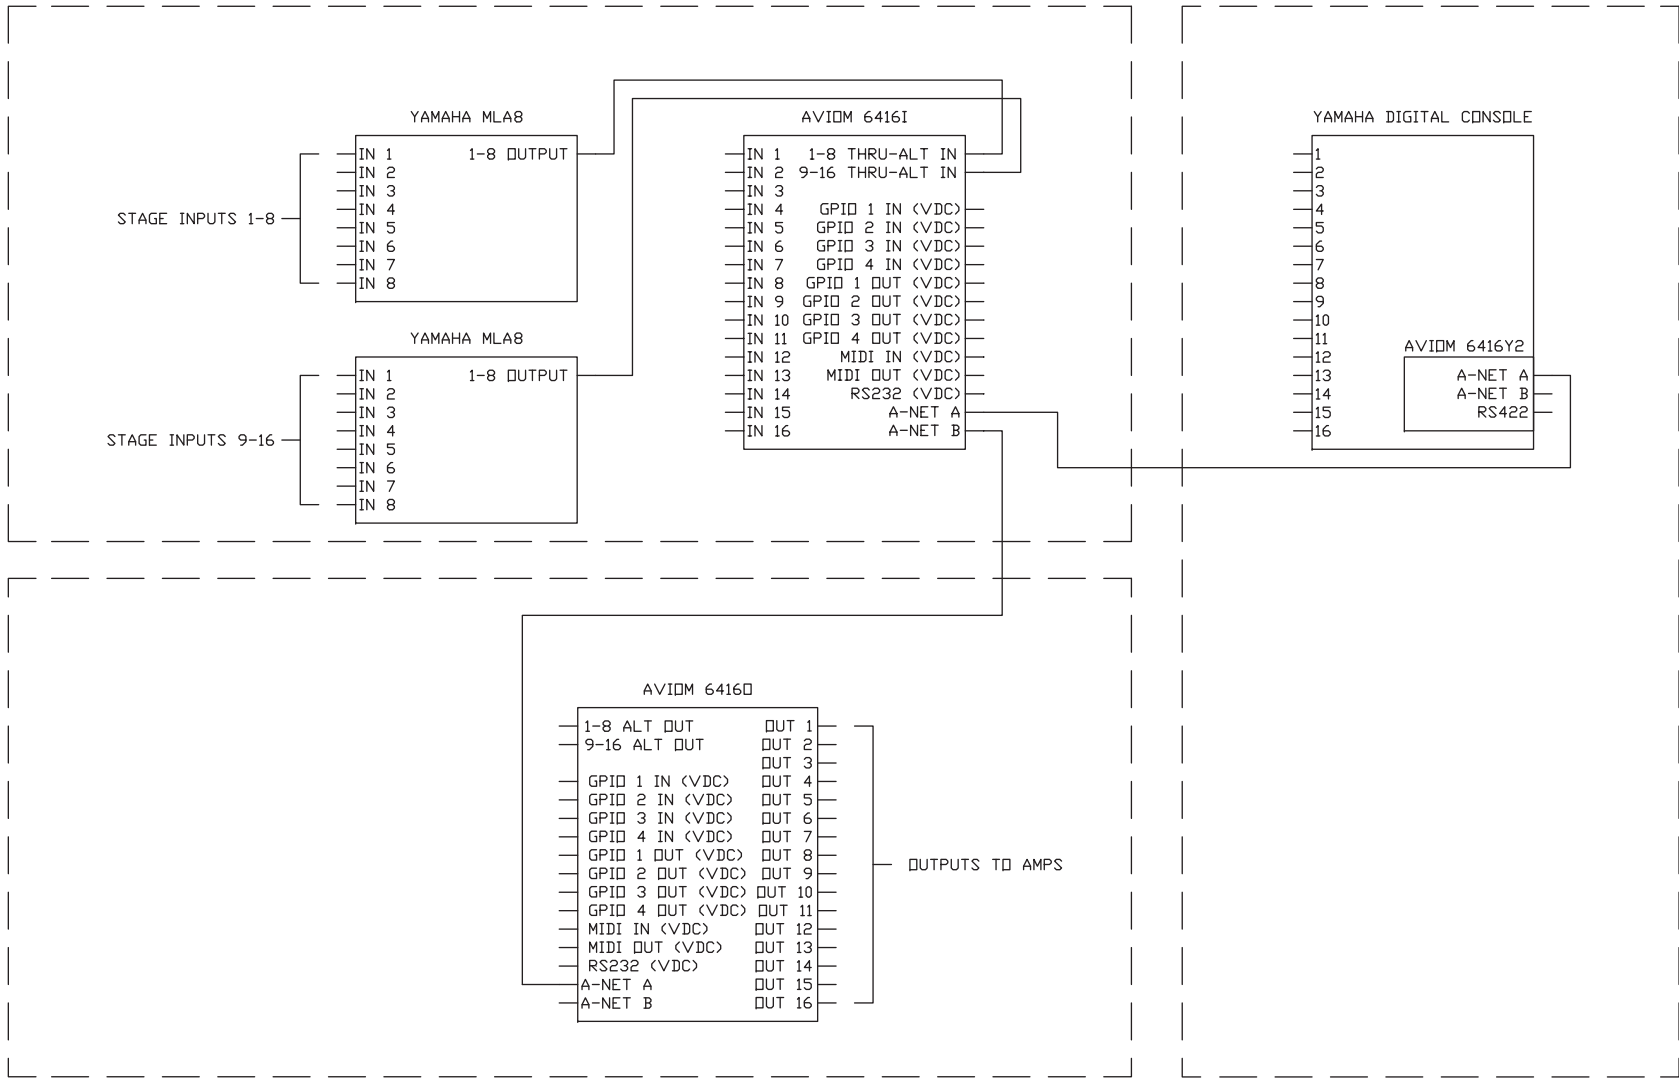 YAMAHA MLA8
STAGE INPUTS 1-8
IN 1
IN 2
IN 3
IN 4
IN 5
IN 6
IN 7
IN 8
1-8 OUTPUT
YAMAHA MLA8
STAGE INPUTS 9-16
IN 1
IN 2
IN 3
IN 4
IN 5
IN 6
IN 7
IN 8
1-8 OUTPUT
AVIOM 6416I
IN 1 1-8 THRU-ALT IN
IN 2 9-16 THRU-ALT IN
IN 3
IN 4 GPIO 1 IN (VDC)
IN 5 GPIO 2 IN (VDC)
IN 6 GPIO 3 IN (VDC)
IN 7 GPIO 4 IN (VDC)
IN 8 GPIO 1 OUT (VDC)
IN 9 GPIO 2 OUT (VDC)
IN 10 GPIO 3 OUT (VDC)
IN 11 GPIO 4 OUT (VDC)
IN 12 MIDI IN (VDC)
IN 13 MIDI OUT (VDC)
IN 14 RS232 (VDC)
IN 15 A-NET A
IN 16 A-NET B
YAMAHA DIGITAL CONSOLE
1
2
3
4
5
6
7
8
9
10
11
12
13
14
15
16
AVIOM 6416Y2
A-NET A
A-NET B
RS422
AVIOM 6416O
1-8 ALT OUT OUT 1
9-16 ALT OUT OUT 2
OUT 3
GPIO 1 IN (VDC) OUT 4
GPIO 2 IN (VDC) OUT 5
GPIO 3 IN (VDC) OUT 6
GPIO 4 IN (VDC) OUT 7
GPIO 1 OUT (VDC) OUT 8
GPIO 2 OUT (VDC) OUT 9
GPIO 3 OUT (VDC) OUT 10
GPIO 4 OUT (VDC) OUT 11
MIDI IN (VDC) OUT 12
MIDI OUT (VDC) OUT 13
RS232 (VDC) OUT 14
A-NET A OUT 15
A-NET B OUT 16
OUTPUTS TO AMPS